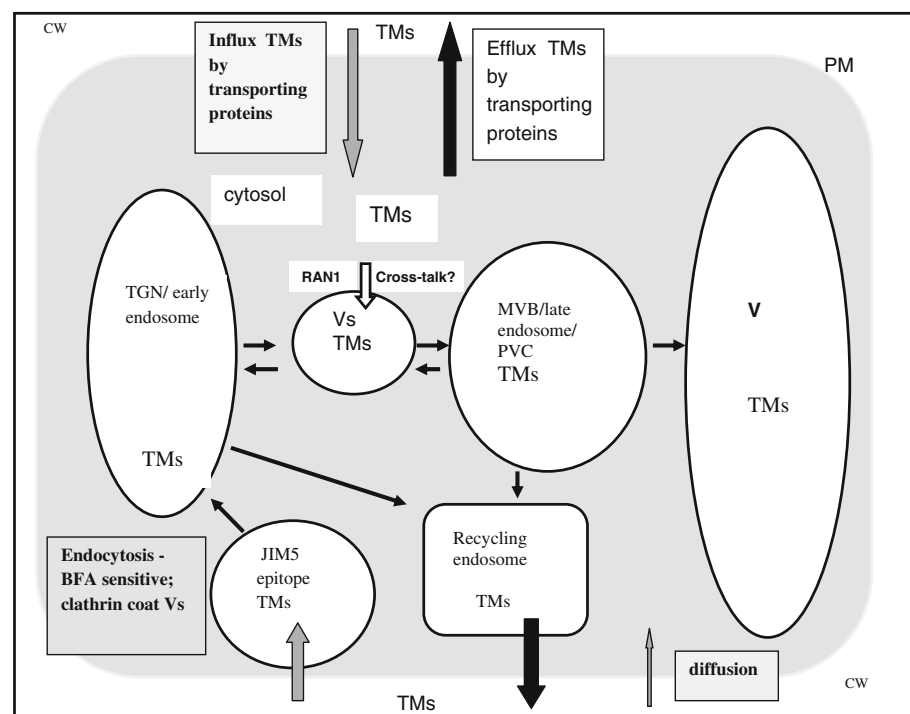 CW
Influx TMs
by
transporting
proteins
TMs
Efflux TMs
by
transporting
proteins
PM
cytosol
TMs
RAN1
Cross-talk?
TGN/ early
endosome
TMs
Vs
TMs
MVB/late
endosome/
PVC
TMs
V
TMs
Endocytosis -
BFA sensitive;
clathrin coat Vs
JIM5
epitope
TMs
Recycling
endosome
TMs
diffusion
TMs
CW